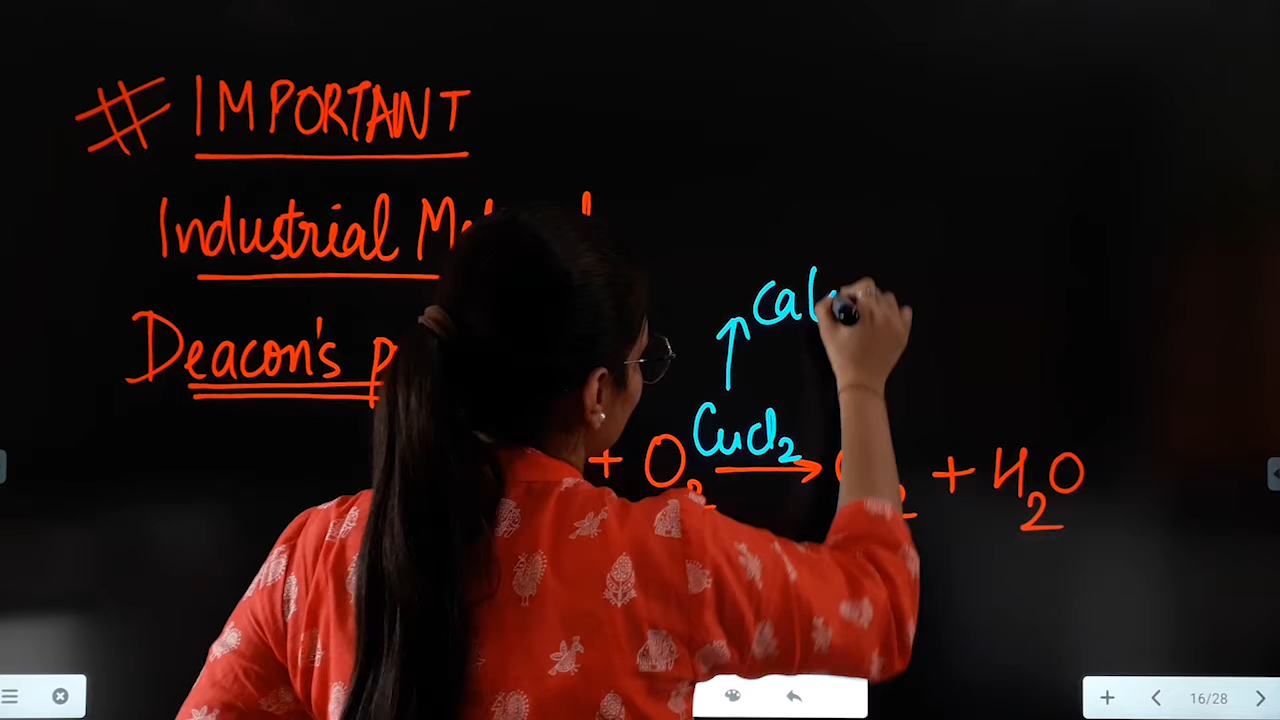 # IMPORTANT
Industrial
Deacon's
Cal
CuCl2
+ O2 → + H2O
16/28